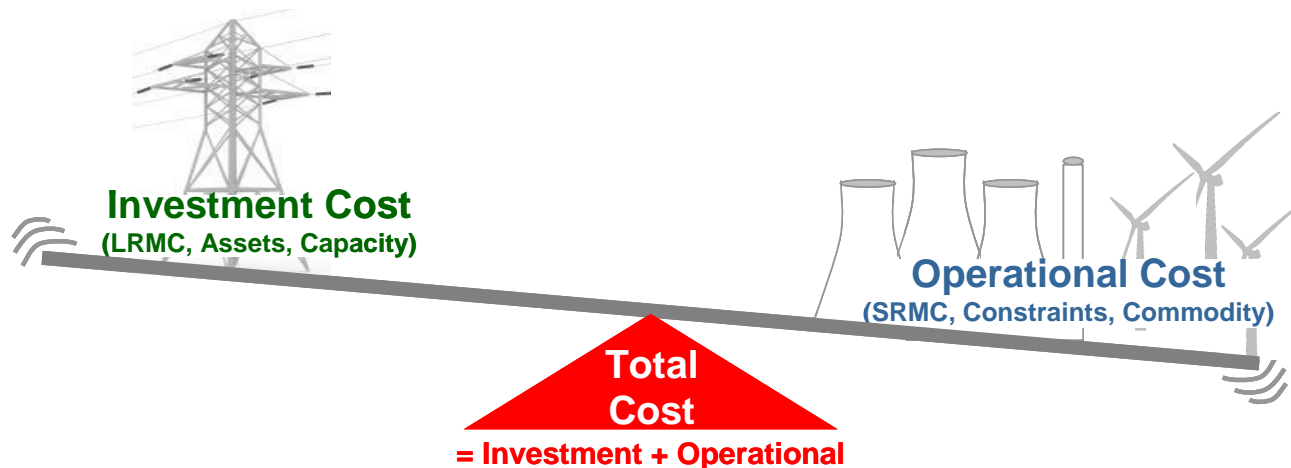 Investment Cost
(LRMC, Assets, Capacity)
Operational Cost
(SRMC, Constraints, Commodity)
Total
Cost
= Investment + Operational